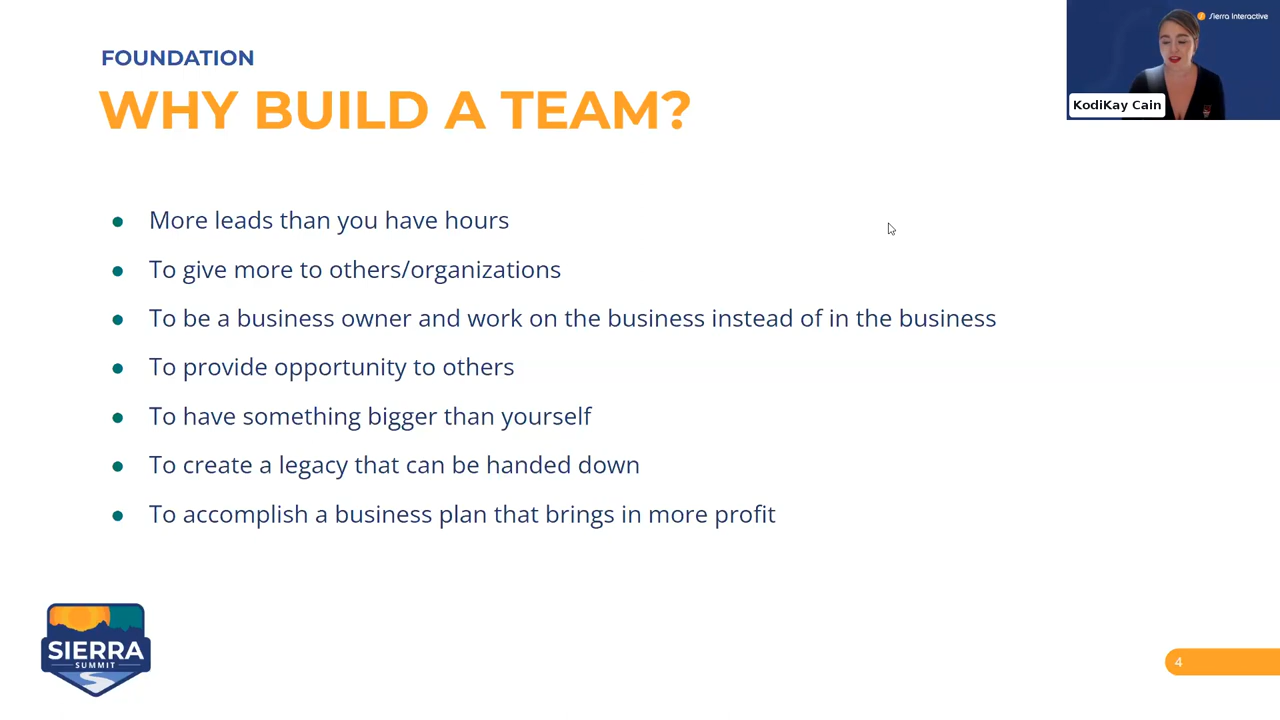 FOUNDATION
WHY BUILD A TEAM?
Sierra Interactive
KodiKay Cain
More leads than you have hours
To give more to others/organizations
To be a business owner and work on the business instead of in the business
To provide opportunity to others
To have something bigger than yourself
To create a legacy that can be handed down
To accomplish a business plan that brings in more profit
SIERRA
SUMMIT
4